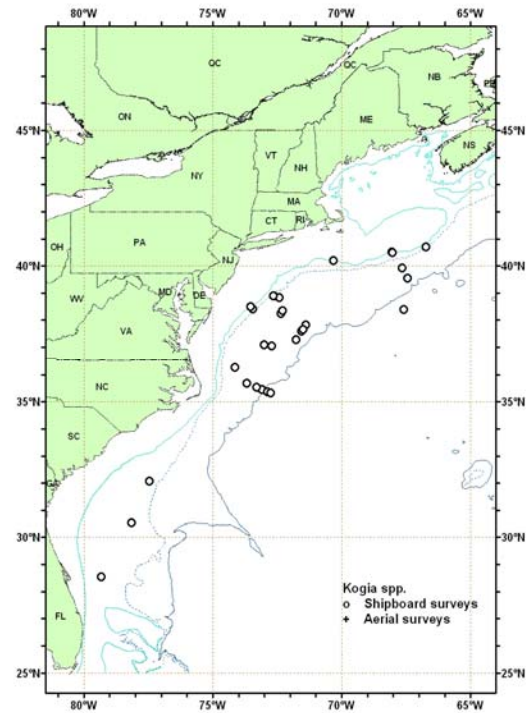 80°W 75°W 70°W 65°W
QC
QC
NB
PE
ON
ME
45°N 45°N
NS
VT
NH
NY
MA
CT RI
OH
PA
40°N 40°N
NJ
WV
MD
DE
VA
NC
35°N 35°N
SC
GA
30°N 30°N
Kogia spp.
Shipboard surveys
FL
Aerial surveys
25°N 25°N
80°W 75°W 70°W 65°W